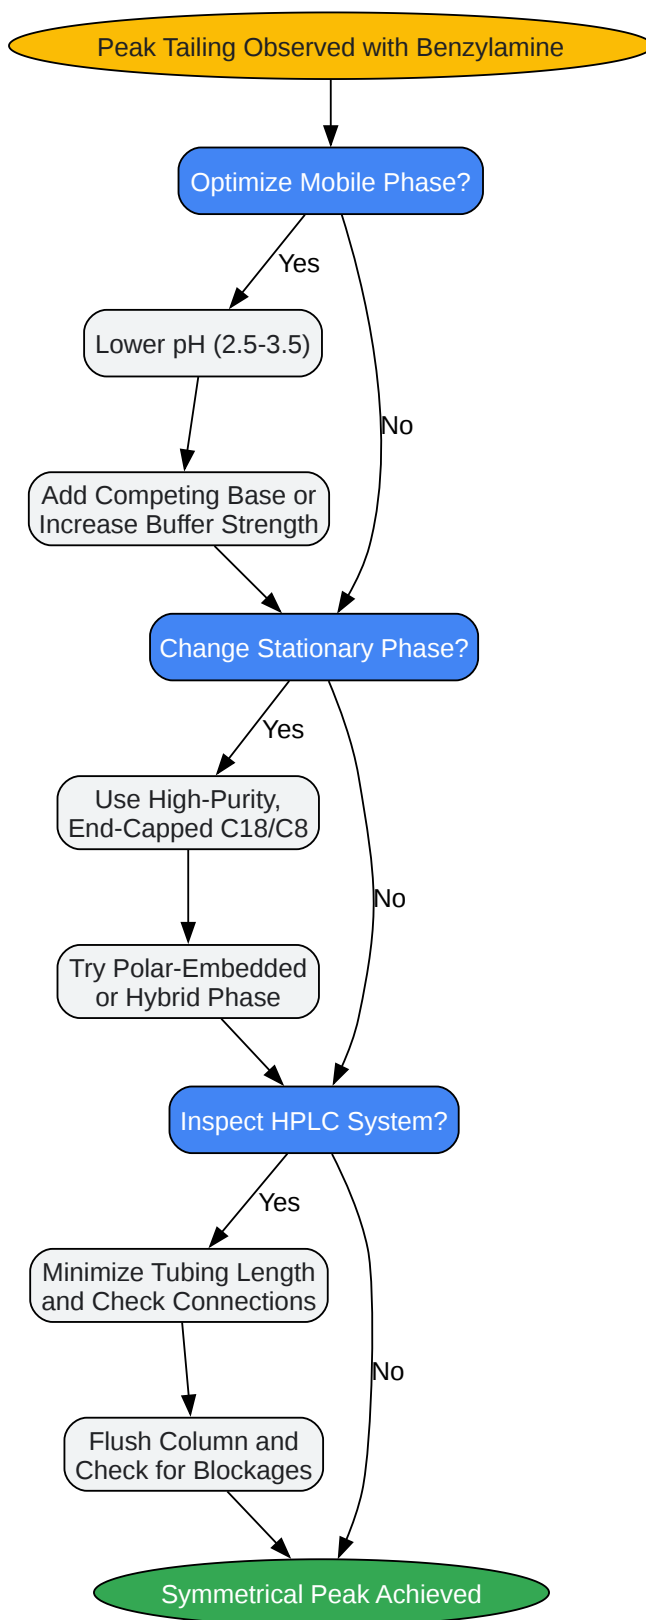 Peak Tailing Observed with Benzylamine
Optimize Mobile Phase?
Yes
Lower pH (2.5-3.5)
No
Add Competing Base or
Increase Buffer Strength
Change Stationary Phase?
Yes
Use High-Purity,
End-Capped C18/C8
No
Try Polar-Embedded
or Hybrid Phase
Inspect HPLC System?
Yes
Minimize Tubing Length
and Check Connections
No
Flush Column and
Check for Blockages
Symmetrical Peak Achieved